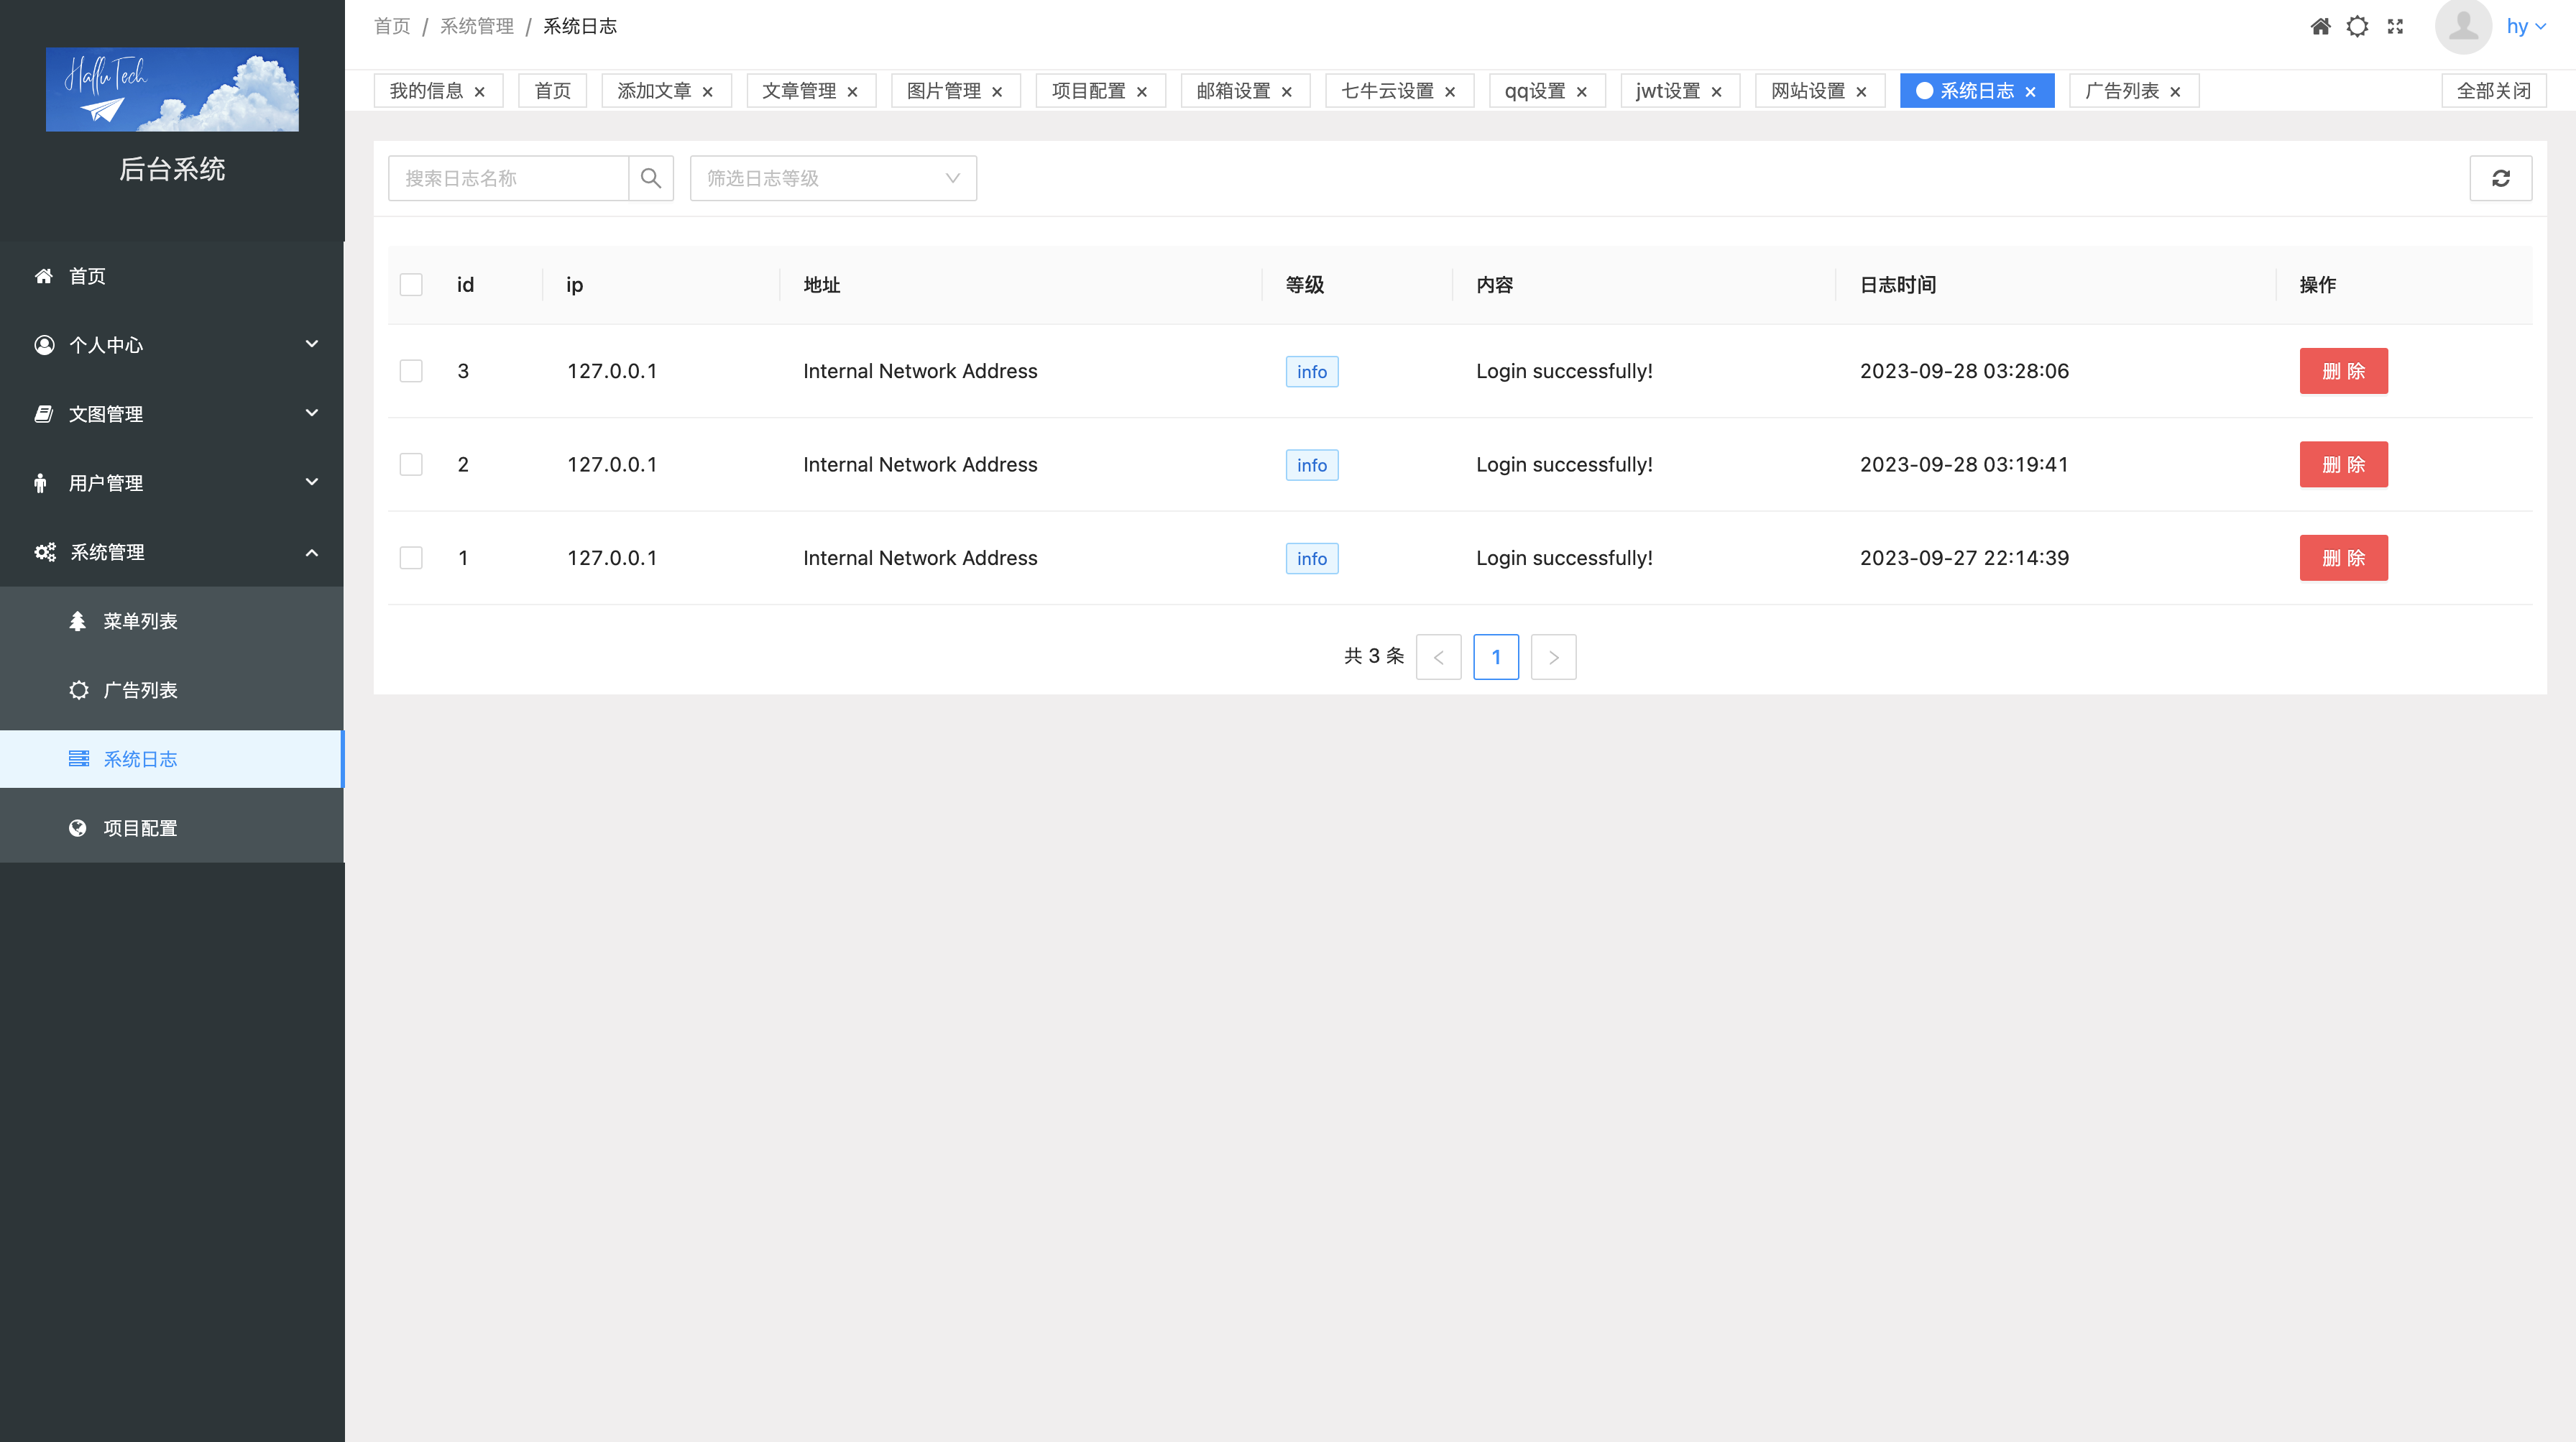 Hallu Tech
后台系统
首页
个人中心
文图管理
用户管理
系统管理
菜单列表
广告列表
系统日志
项目配置
首页 / 系统管理 / 系统日志
hy
我的信息 × 首页 添加文章 × 文章管理 × 图片管理 × 项目配置 × 邮箱设置 × 七牛云设置 × qq设置 × jwt设置 × 网站设置 × 系统日志 × 广告列表 × 全部关闭
搜索日志名称 筛选日志等级
id ip 地址 等级 内容 日志时间 操作
3 127.0.0.1 Internal Network Address info Login successfully! 2023-09-28 03:28:06 删 除
2 127.0.0.1 Internal Network Address info Login successfully! 2023-09-28 03:19:41 删 除
1 127.0.0.1 Internal Network Address info Login successfully! 2023-09-27 22:14:39 删 除
共 3 条 < 1 >